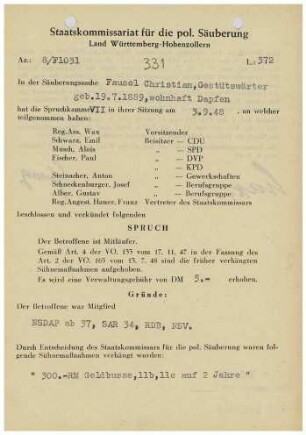 Staatskommissariat für die pol. Säuberung
Land Württemberg-Hohenzollern
Az: 8/F1031 331 L: 372
In der Säuberungssache Fausel Christian, Gestütswärter
geb. 19.7.1889, wohnhaft Dapfen
hat die Spruchkammer VII in ihrer Sitzung am 3.9.48, an welcher
teilgenommen haben:
Reg.Ass. Wax Vorsitzender
Schwarz, Emil Beisitzer — CDU
Munch, Alois „ — SPD
Fischer, Paul „ — DVP
„ — KPD
Steinacher, Anton „ — Gewerkschaften
Schneckenburger, Josef „ — Berufsgruppe
Alber, Gustav „ — Berufsgruppe
Reg.Angest. Hauer, Franz Vertreter des Staatskommissars
beschlossen und verkündet folgenden
SPRUCH
Der Betroffene ist Mitläufer.
Gemäß Art. 4 der VO. 133 vom 17. 11. 47 in der Fassung des
Art. 2 der VO. 165 vom 13. 7. 48 sind die früher verhängten
Sühnemaßnahmen aufgehoben.
Es wird eine Verwaltungsgebühr von DM 5.- erhoben.
Gründe:
Der Betroffene war Mitglied
NSDAP ab 37, SAR 34, RDB, NSV.
Durch Entscheidung des Staatskommissars für die pol. Säuberung waren fol-
gende Sühnemaßnahmen verhängt worden:
" 300.-RM Geldbusse, 11b, 11c auf 2 Jahre "